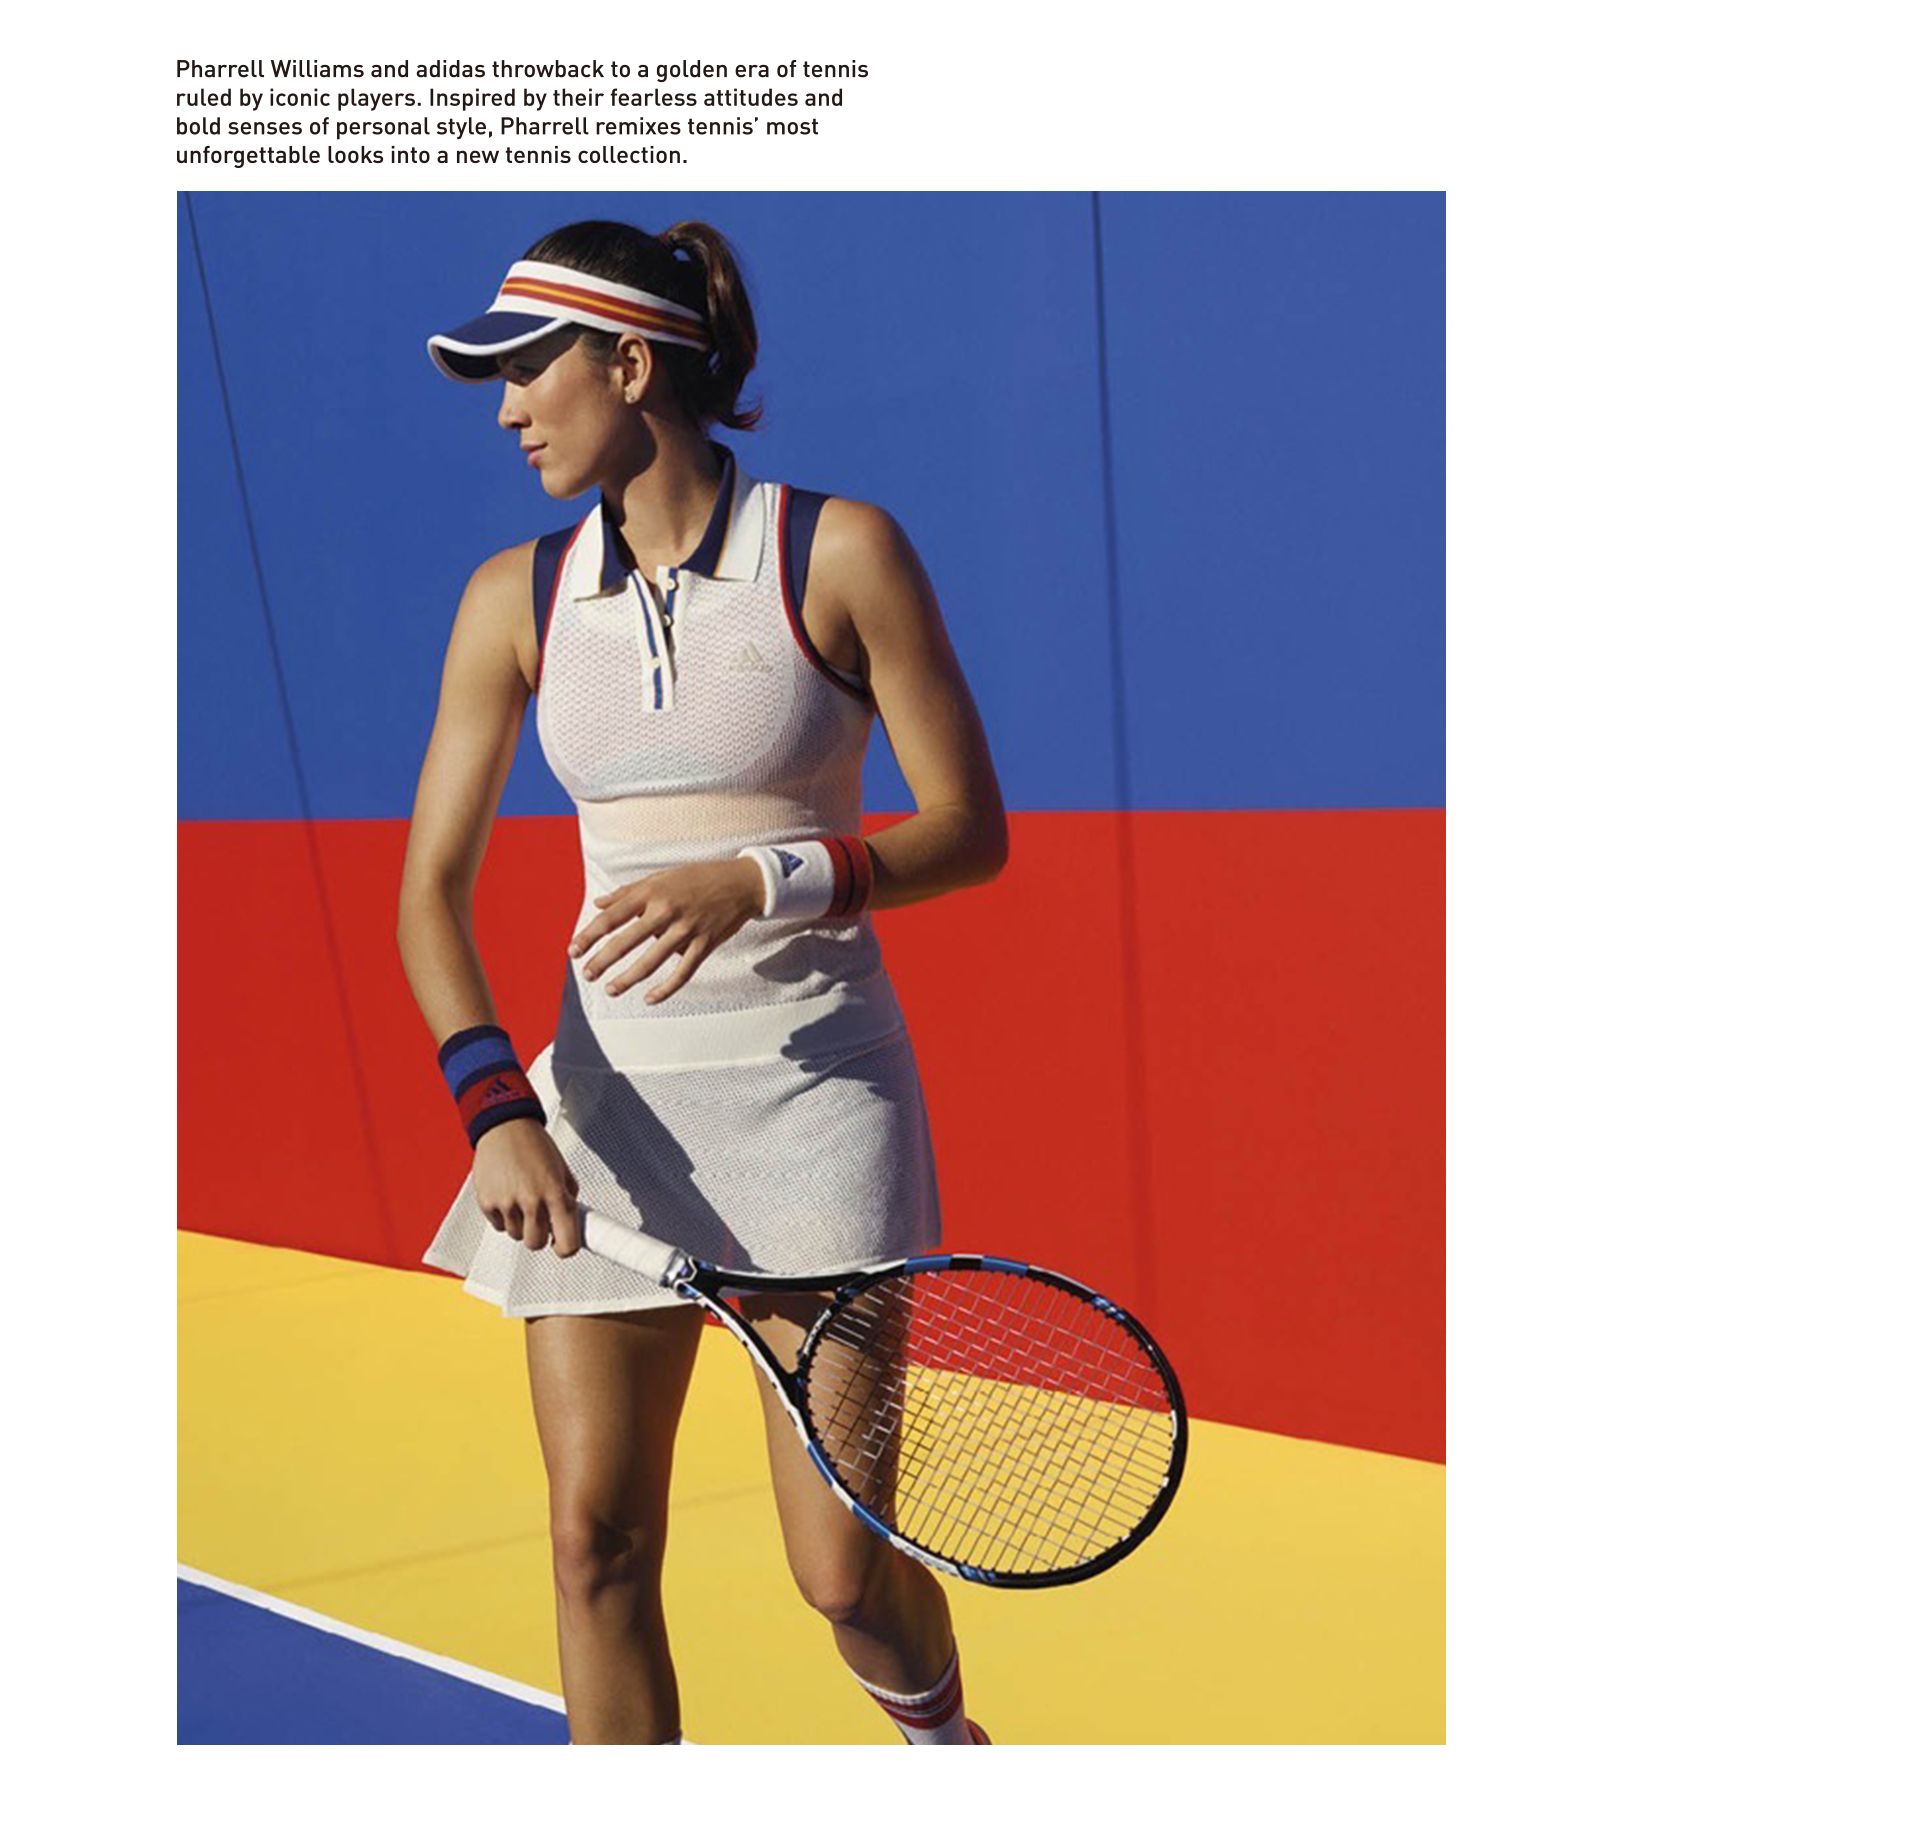 Pharrell Williams and adidas throwback to a golden era of tennis
ruled by iconic players. Inspired by their fearless attitudes and
bold senses of personal style, Pharrell remixes tennis’ most
unforgettable looks into a new tennis collection.